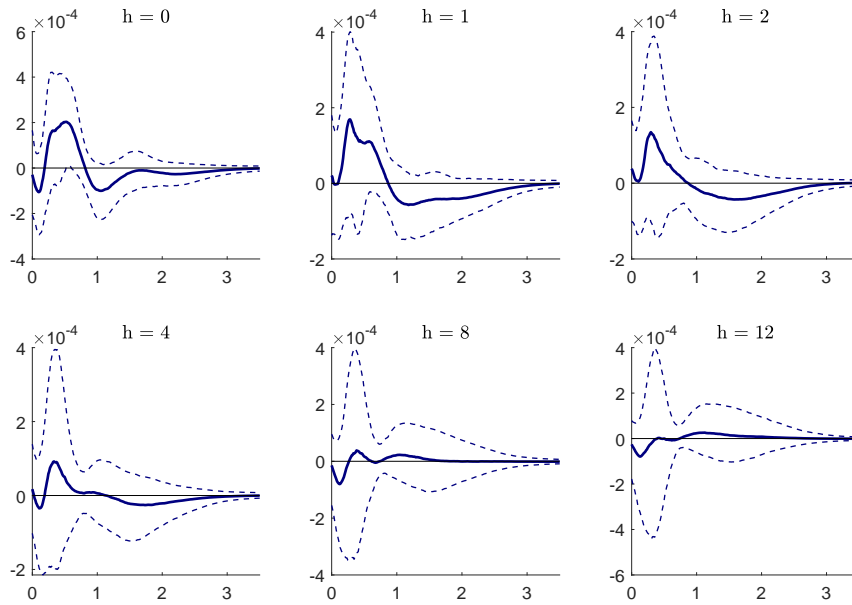 ×10-4 h = 0
6
4
2
0
-2
-4
0 1 2 3
×10-4 h = 1
4
2
0
-2
0 1 2 3
×10-4 h = 2
4
2
0
-2
0 1 2 3
×10-4 h = 4
4
2
0
-2
0 1 2 3
×10-4 h = 8
4
2
0
-2
-4
0 1 2 3
×10-4 h = 12
4
2
0
-2
-4
-6
0 1 2 3